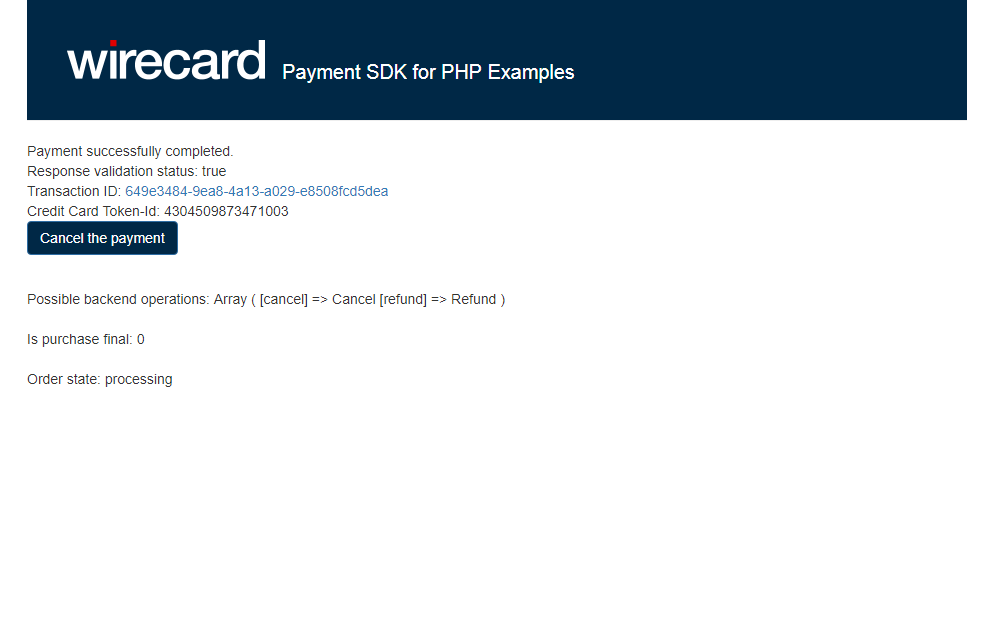 wirecard Payment SDK for PHP Examples
Payment successfully completed.
Response validation status: true
Transaction ID: 649e3484-9ea8-4a13-a029-e8508fcd5dea
Credit Card Token-Id: 4304509873471003
Cancel the payment
Possible backend operations: Array ( [cancel] => Cancel [refund] => Refund )
Is purchase final: 0
Order state: processing